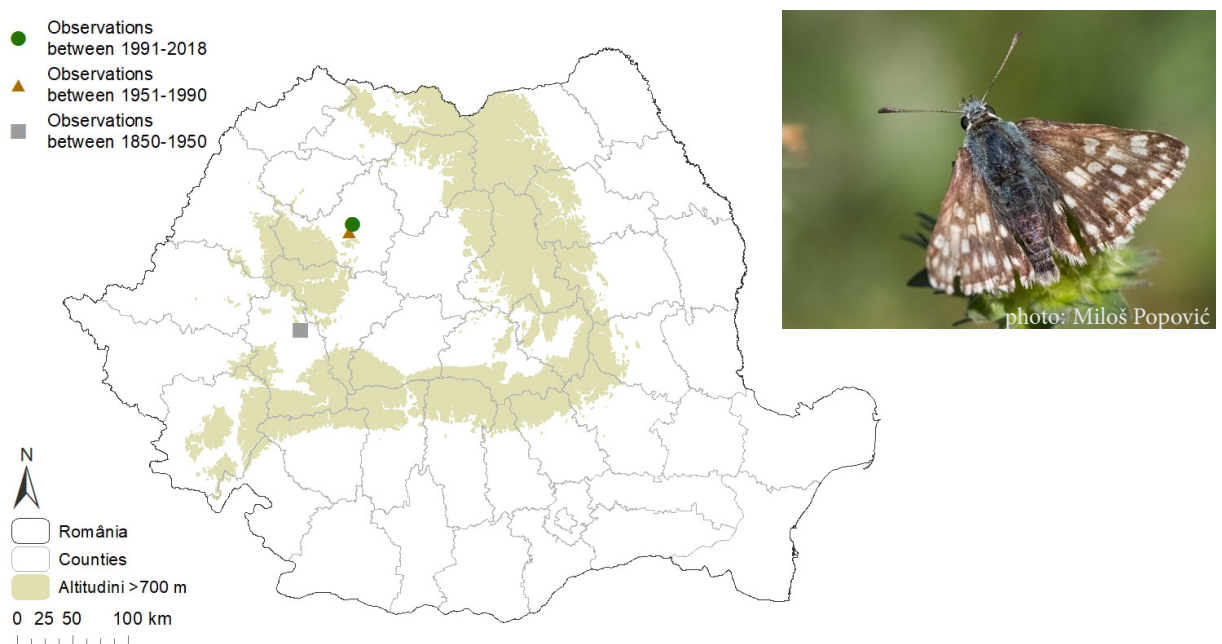 Observations
between 1991-2018
Observations
between 1951-1990
Observations
between 1850-1950
N
România
Counties
Altitudini >700 m
0 25 50 100 km
photo: Miloš Popović